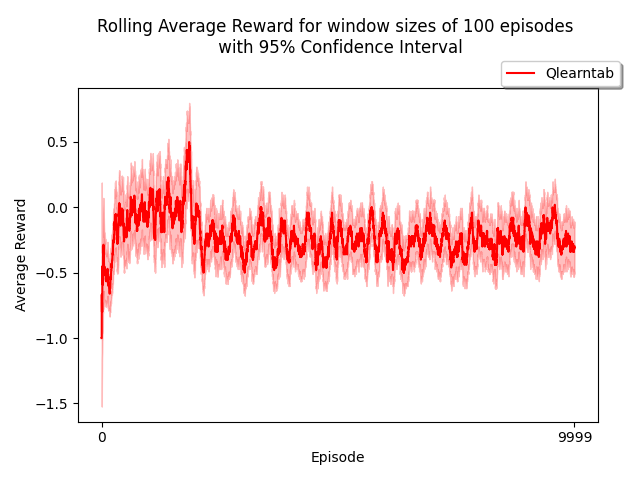 Rolling Average Reward for window sizes of 100 episodes
with 95% Confidence Interval
Qlearntab
Average Reward
0.5
0.0
−0.5
−1.0
−1.5
0
9999
Episode